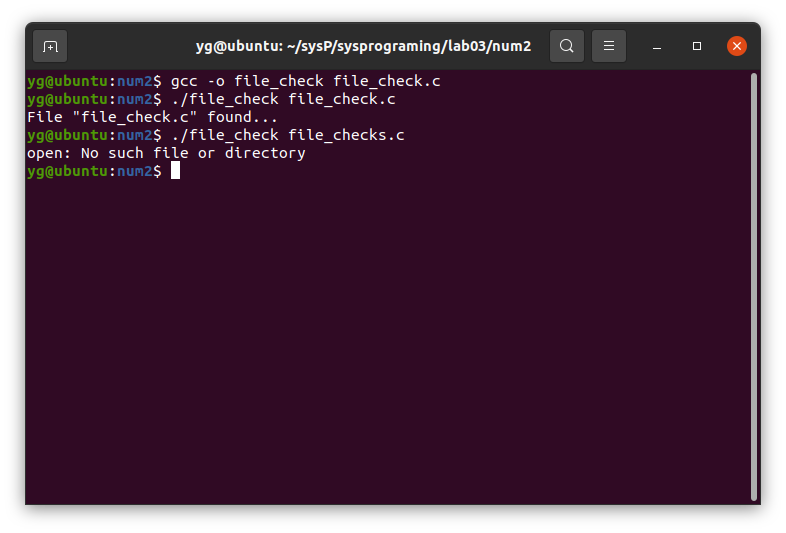 yg@ubuntu: ~/sysP/sysprograming/lab03/num2
yg@ubuntu:num2$ gcc -o file_check file_check.c
yg@ubuntu:num2$ ./file_check file_check.c
File "file_check.c" found...
yg@ubuntu:num2$ ./file_check file_checks.c
open: No such file or directory
yg@ubuntu:num2$